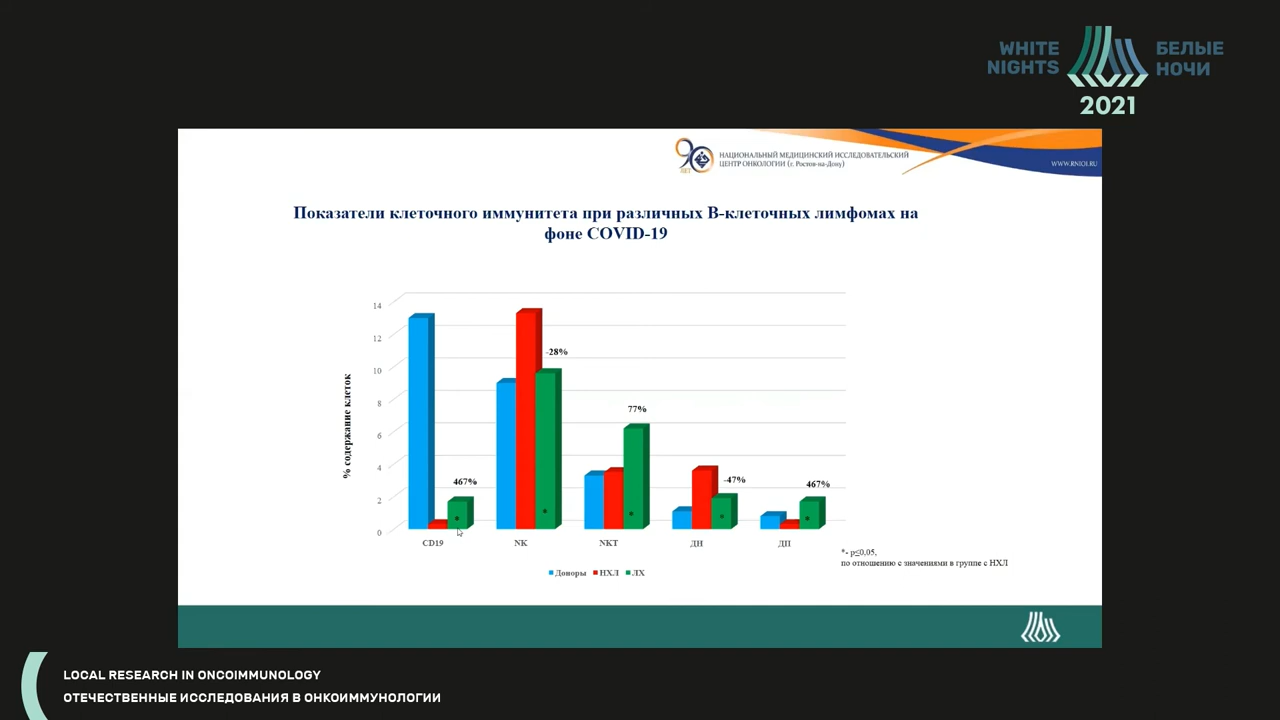 WHITE NIGHTS
БЕЛЫЕ НОЧИ
2021
90
ЛЕТ
НАЦИОНАЛЬНЫЙ МЕДИЦИНСКИЙ ИССЛЕДОВАТЕЛЬСКИЙ
ЦЕНТР ОНКОЛОГИИ (г. Ростов-на-Дону)
WWW.RNIOI.RU
Показатели клеточного иммунитета при различных В-клеточных лимфомах на
фоне COVID-19
% содержание клеток
14
12
10
8
6
4
2
0
467%
-28%
77%
-47%
467%
CD19
NK
NKT
ДН
ДП
Доноры НХЛ ЛХ
*- p≤0,05,
по отношению с значениями в группе с НХЛ
LOCAL RESEARCH IN ONCOIMMUNOLOGY
ОТЕЧЕСТВЕННЫЕ ИССЛЕДОВАНИЯ В ОНКОИММУНОЛОГИИ